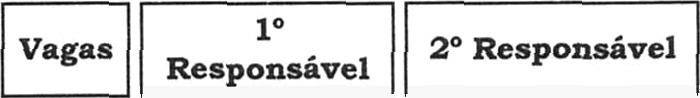 Vagas
1º
Responsável
2º Responsável